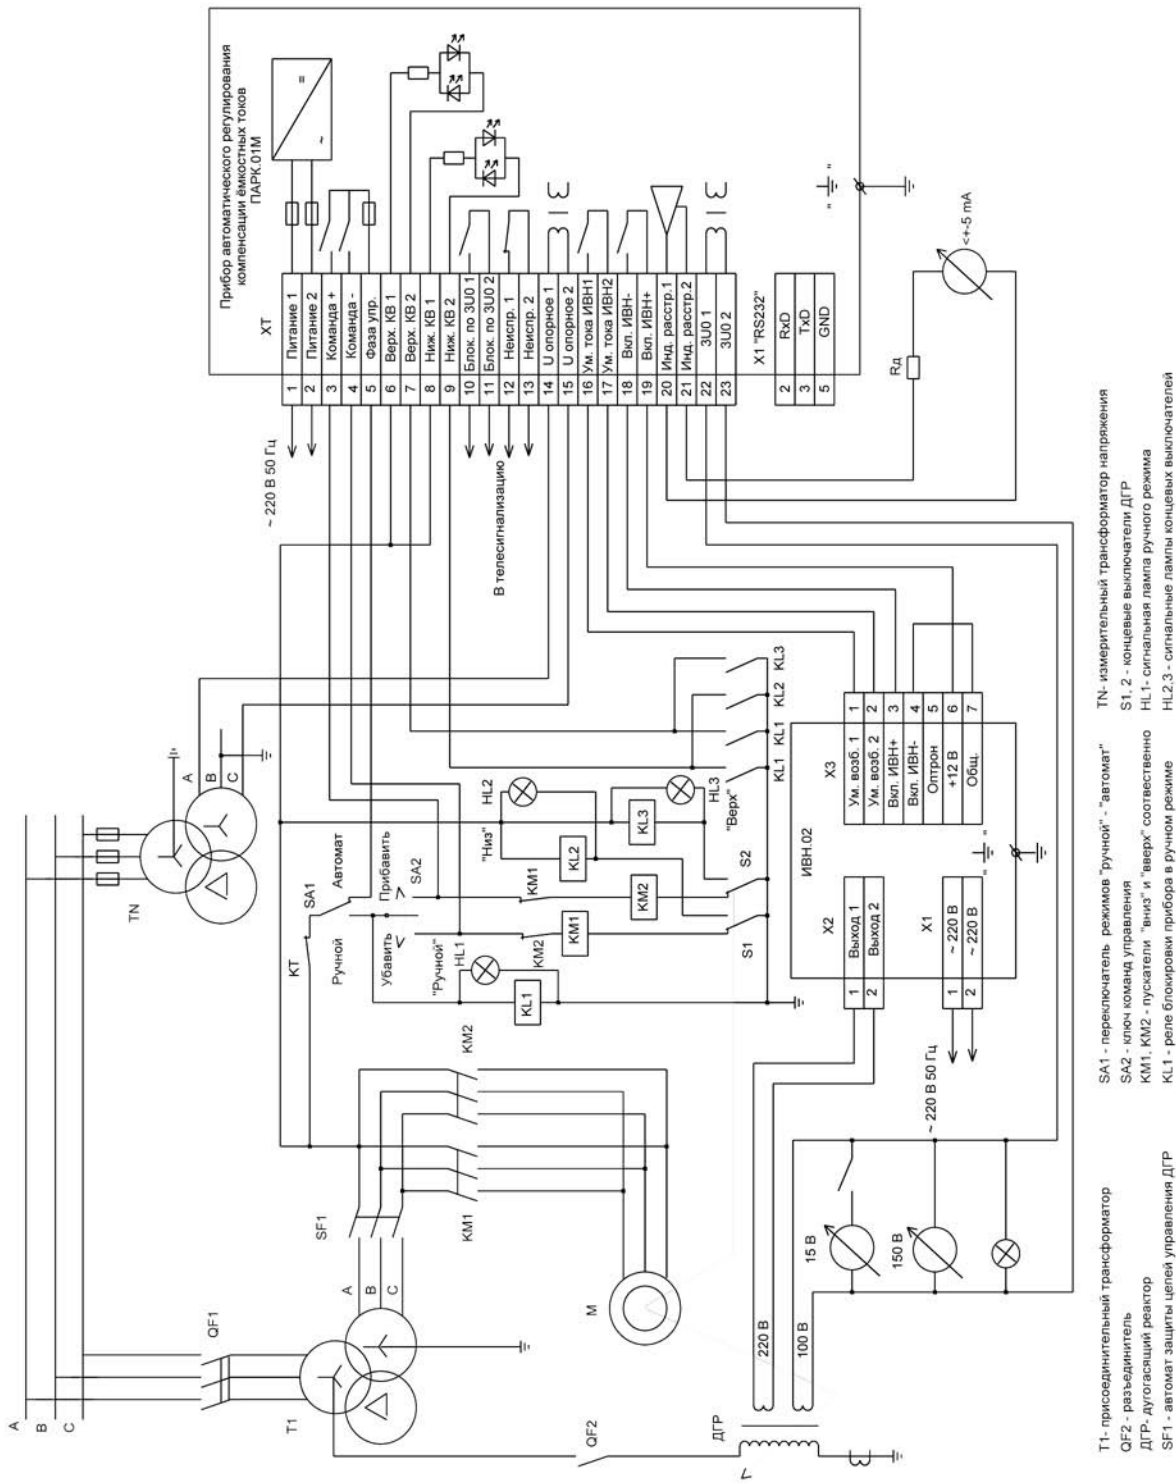 Прибор автоматического регулирования
компенсации ёмкостных токов
ПАРК.01М
=
~
XT
1 Питание 1
2 Питание 2
3 Команда +
4 Команда -
5 Фаза упр.
6 Верх. КВ 1
7 Верх. КВ 2
8 Ниж. КВ 1
9 Ниж. КВ 2
10 Блок. по 3U0 1
11 Блок. по 3U0 2
12 Неиспр. 1
13 Неиспр. 2
14 U опорное 1
15 U опорное 2
16 Ум. тока ИВН1
17 Ум. тока ИВН2
18 Вкл. ИВН-
19 Вкл. ИВН+
20 Инд. расстр.1
21 Инд. расстр.2
22 3U0 1
23 3U0 2
X1 "RS232"
2 RxD
3 TxD
5 GND
" "
<+-5 mA
Rд
~ 220 В 50 Гц
В телесигнализацию
A
B
C
TN
SA1
Автомат
Ручной
KT
Прибавить
Убавить
SA2
"Ручной"
HL1
KL1
KM1
KM2
KM2
KM1
"Низ"
HL2
KL2
KL3
HL3
"Верх"
S2
S1
KL1
KL1
KL2
KL3
ИВН.02
X3
Ум. возб. 1 1
Ум. возб. 2 2
Вкл. ИВН+ 3
Вкл. ИВН- 4
Оптрон 5
+12 В 6
Общ. 7
X2
1 Выход 1
2 Выход 2
X1
1 ~ 220 В
2 ~ 220 В
" "
~ 220 В 50 Гц
A
B
C
QF1
T1
A
B
C
SF1
KM1
KM2
M
QF2
ДГР
220 В
100 В
15 В
150 В
T1- присоединительный трансформатор
QF2 - разъединитель
ДГР- дугогасящий реактор
SF1 - автомат защиты цепей управления ДГР
SA1 - переключатель режимов "ручной" - "автомат"
SA2 - ключ команд управления
KM1, KM2 - пускатели "вниз" и "вверх" соотвественно
KL1 - реле блокировки прибора в ручном режиме
TN- измерительный трансформатор напряжения
S1, 2 - концевые выключатели ДГР
HL1- сигнальная лампа ручного режима
HL2,3 - сигнальные лампы концевых выключателей